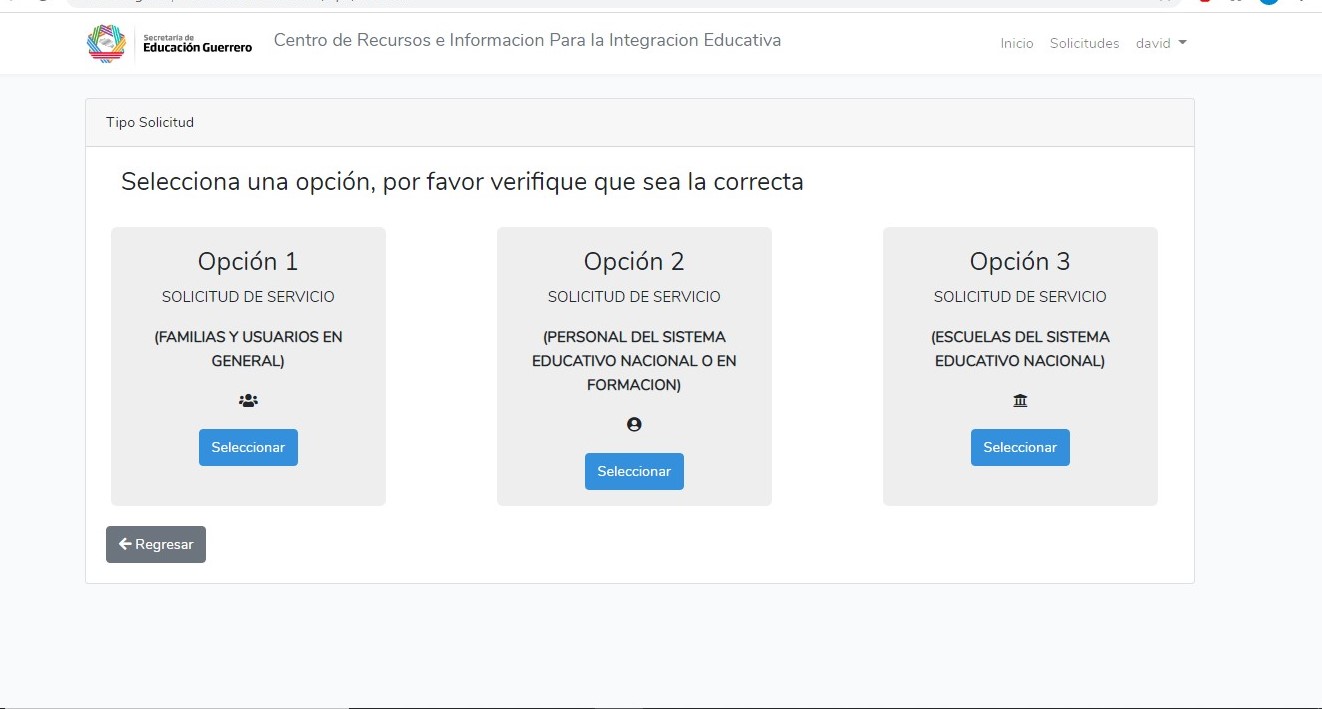 Secretaría de
Educación Guerrero
Centro de Recursos e Informacion Para la Integracion Educativa
Inicio
Solicitudes
david
Tipo Solicitud
Selecciona una opción, por favor verifique que sea la correcta
Opción 1
SOLICITUD DE SERVICIO
(FAMILIAS Y USUARIOS EN
GENERAL)
Seleccionar
Opción 2
SOLICITUD DE SERVICIO
(PERSONAL DEL SISTEMA
EDUCATIVO NACIONAL O EN
FORMACION)
Seleccionar
Opción 3
SOLICITUD DE SERVICIO
(ESCUELAS DEL SISTEMA
EDUCATIVO NACIONAL)
Seleccionar
Regresar